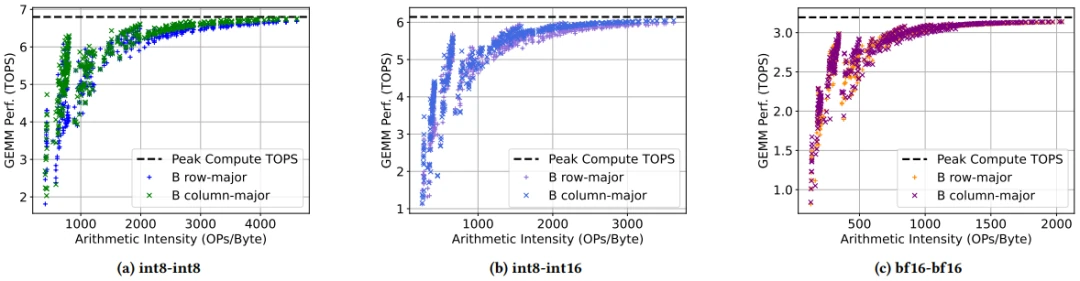 GEMM Perf. (TOPS)
7
6
5
4
3
2
1000
2000
3000
4000
Arithmetic Intensity (OPs/Byte)
Peak Compute TOPS
B row-major
B column-major
(a) int8-int8
GEMM Perf. (TOPS)
6
5
4
3
2
1
1000
2000
3000
Arithmetic Intensity (OPs/Byte)
Peak Compute TOPS
B row-major
B column-major
(b) int8-int16
GEMM Perf. (TOPS)
3.0
2.5
2.0
1.5
1.0
500
1000
1500
2000
Arithmetic Intensity (OPs/Byte)
Peak Compute TOPS
B row-major
B column-major
(c) bf16-bf16